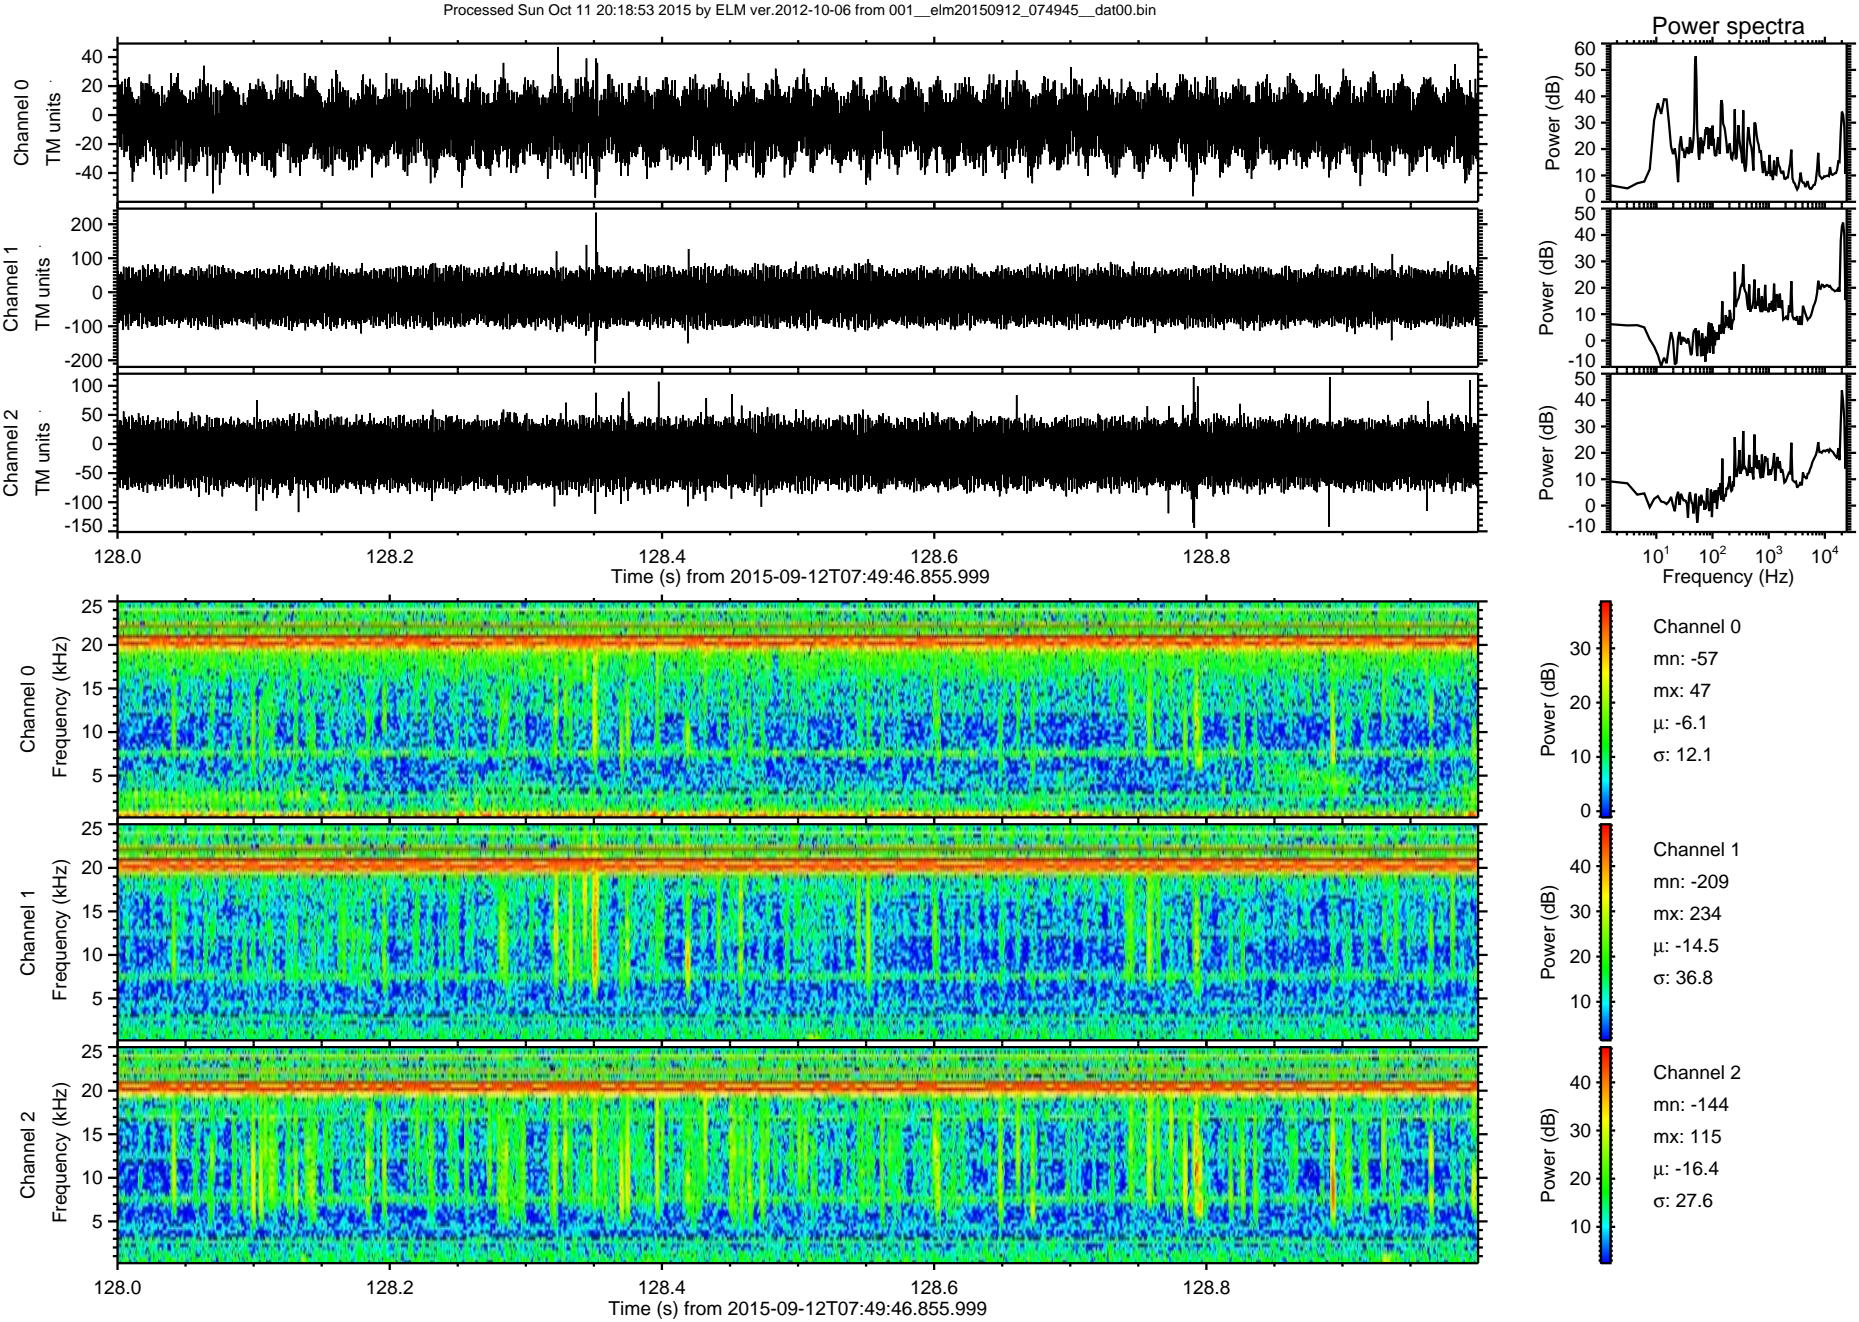 Processed Sun Oct 11 20:18:53 2015 by ELM ver.2012-10-06 from 001__elm20150912_074945__dat00.bin
Power spectra
Channel 0
TM units
40
20
0
-20
-40
Power (dB)
60
50
40
30
20
10
0
Channel 1
TM units
200
100
0
-100
-200
Power (dB)
50
40
30
20
10
0
-10
Channel 2
TM units
100
50
0
-50
-100
-150
Power (dB)
50
40
30
20
10
0
-10
128.0 128.2 128.4 128.6 128.8
Time (s) from 2015-09-12T07:49:46.855.999
10^1 10^2 10^3 10^4
Frequency (Hz)
Channel 0
Frequency (kHz)
25
20
15
10
5
Power (dB)
30
20
10
0
Channel 0
mn: -57
mx: 47
μ: -6.1
σ: 12.1
Channel 1
Frequency (kHz)
25
20
15
10
5
Power (dB)
40
30
20
10
Channel 1
mn: -209
mx: 234
μ: -14.5
σ: 36.8
Channel 2
Frequency (kHz)
25
20
15
10
5
Power (dB)
40
30
20
10
Channel 2
mn: -144
mx: 115
μ: -16.4
σ: 27.6
128.0 128.2 128.4 128.6 128.8
Time (s) from 2015-09-12T07:49:46.855.999